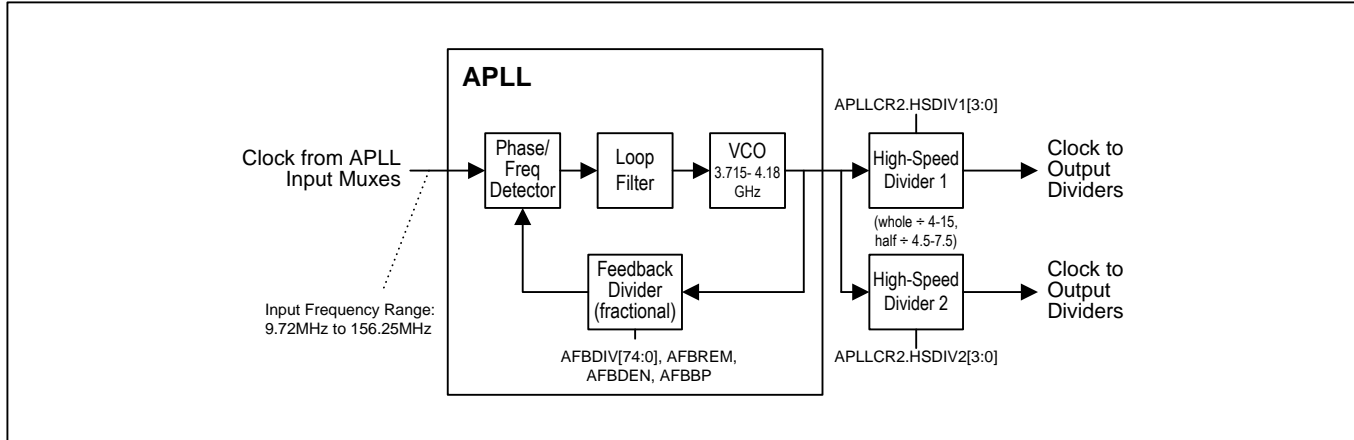 APLL
APLLCR2.HSDIV1[3:0]
Clock from APLL
Input Muxes
Phase/
Freq
Detector
Loop
Filter
VCO
3.715- 4.18
GHz
High-Speed
Divider 1
Clock to
Output
Dividers
(whole ÷ 4-15,
half ÷ 4.5-7.5)
Feedback
Divider
(fractional)
High-Speed
Divider 2
Clock to
Output
Dividers
Input Frequency Range:
9.72MHz to 156.25MHz
AFBDIV[74:0], AFBREM,
AFBDEN, AFBBP
APLLCR2.HSDIV2[3:0]